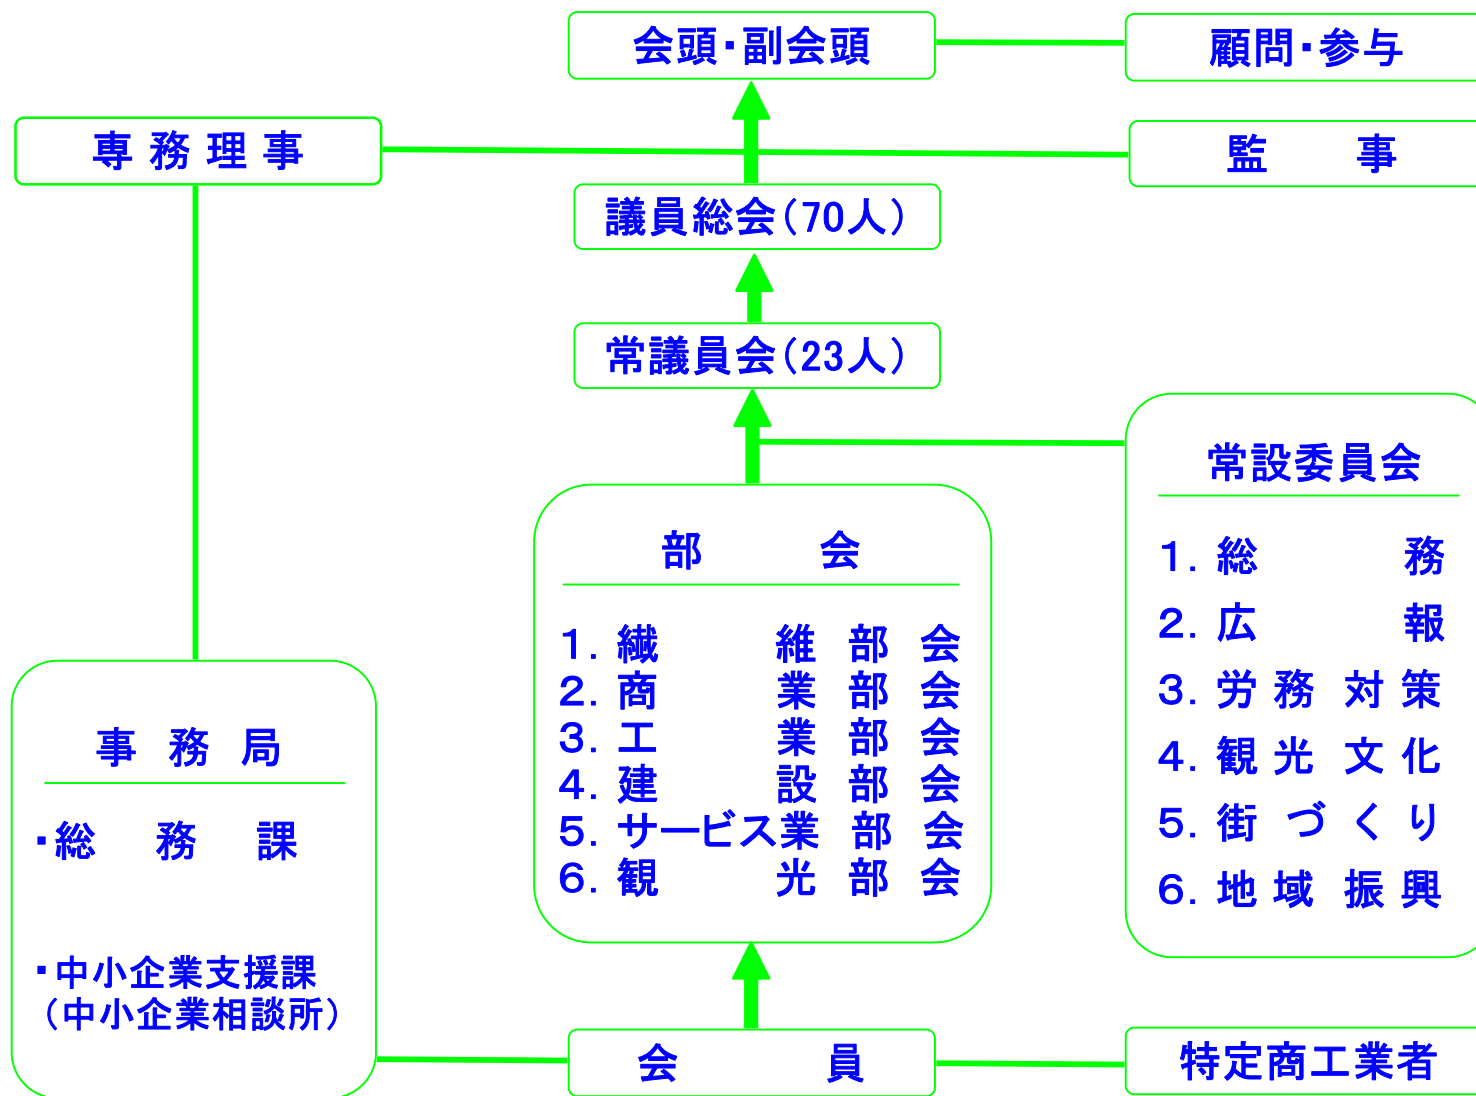 会頭・副会頭
顧問・参与
専務理事
監事
議員総会(70人)
常議員会(23人)
常設委員会
1. 総務
2. 広報
3. 労務対策
4. 観光文化
5. 街づくり
6. 地域振興
部会
1. 繊維部会
2. 商業部会
3. 工業部会
4. 建設部会
5. サービス業部会
6. 観光部会
事務局
・総務課
・中小企業支援課
(中小企業相談所)
会員
特定商工業者